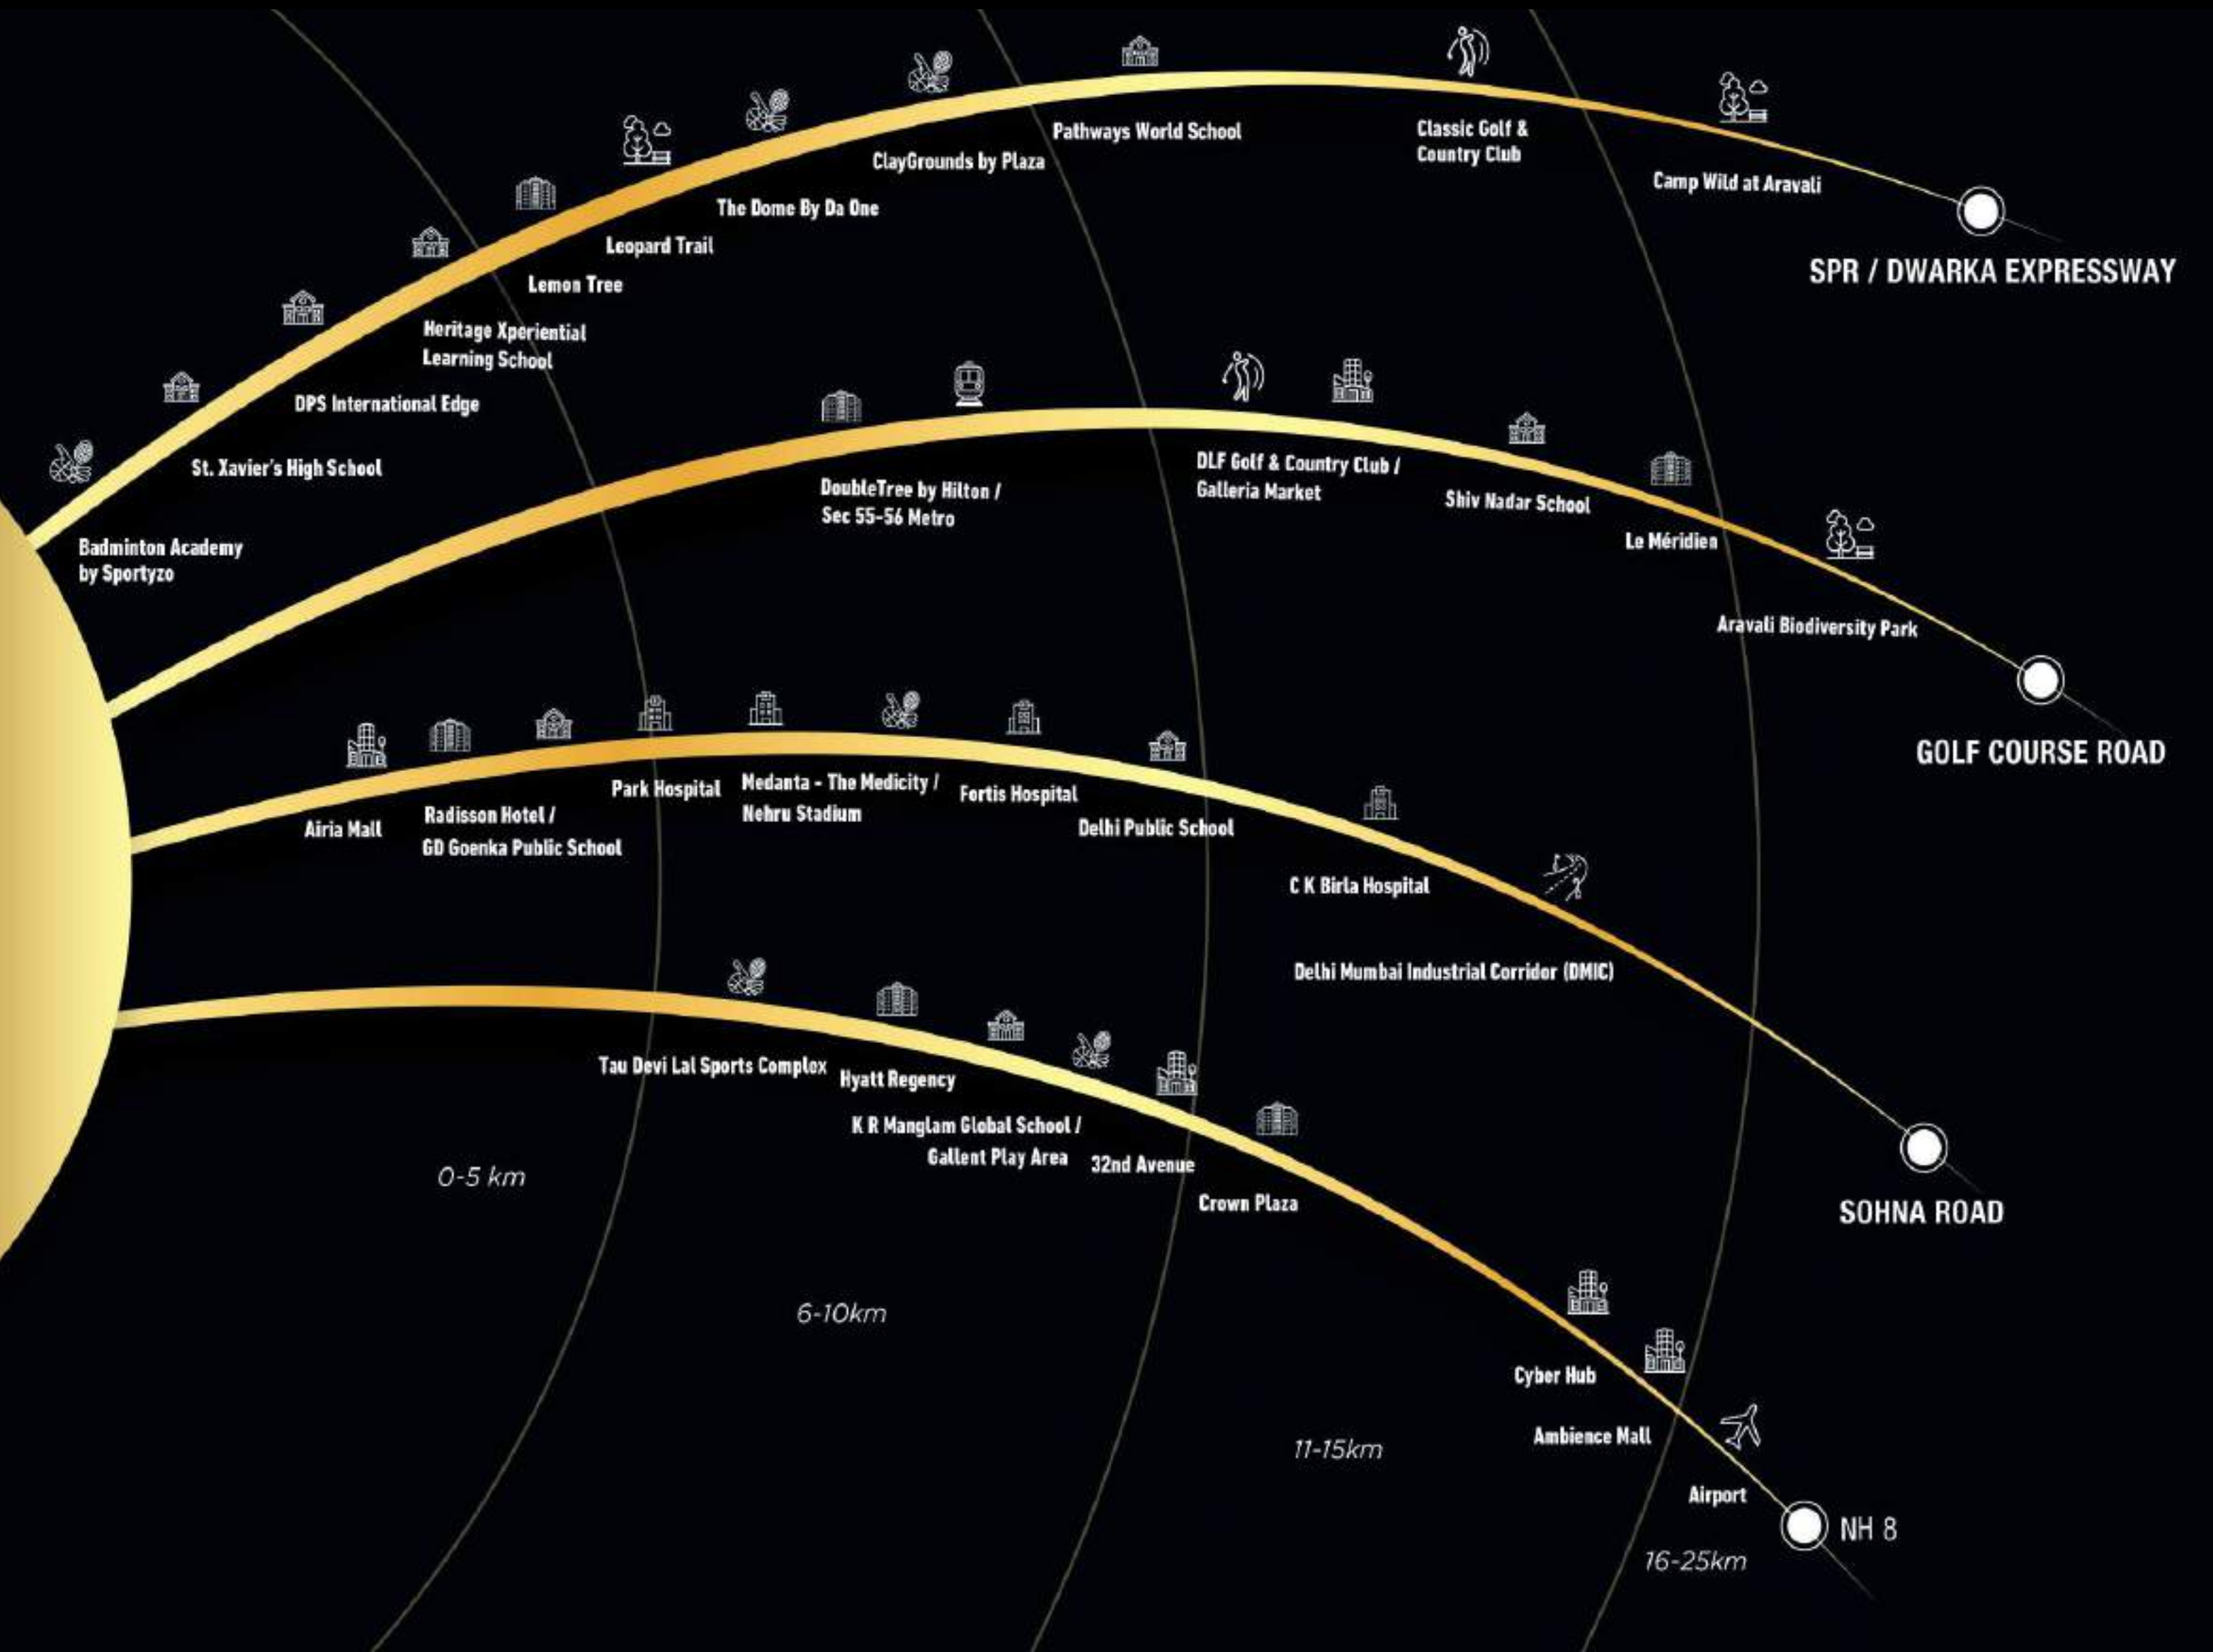 Pathways World School
Classic Golf &
Country Club
ClayGrounds by Plaza
Camp Wild at Aravali
The Dome By Da One
Leopard Trail
Lemon Tree
Heritage Xperiential
Learning School
DPS International Edge
St. Xavier's High School
Badminton Academy
by Sportyzo
SPR / DWARKA EXPRESSWAY
DoubleTree by Hilton /
Sec 55-56 Metro
DLF Golf & Country Club /
Galleria Market
Shiv Nadar School
Le Méridien
Aravali Biodiversity Park
GOLF COURSE ROAD
Airia Mall
Radisson Hotel /
GD Goenka Public School
Park Hospital
Medanta - The Medicity /
Nehru Stadium
Fortis Hospital
Delhi Public School
C K Birla Hospital
Delhi Mumbai Industrial Corridor (DMIC)
SOHNA ROAD
Tau Devi Lal Sports Complex
Hyatt Regency
K R Manglam Global School /
Gallent Play Area
32nd Avenue
Crown Plaza
Cyber Hub
Ambience Mall
Airport
NH 8
0-5 km
6-10km
11-15km
16-25km